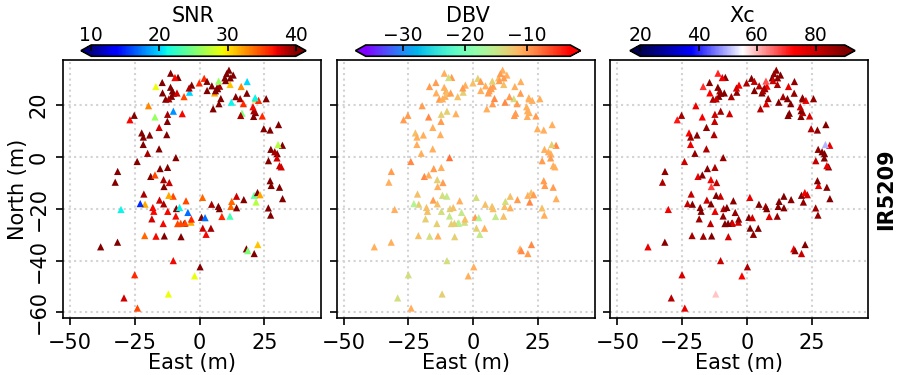 SNR DBV Xc
10 20 30 40 −30 −20 −10 20 40 60 80
20
0
−20
−40
−60
North (m)
−50 −25 0 25 −50 −25 0 25 −50 −25 0 25
East (m) East (m) East (m)
IR5209